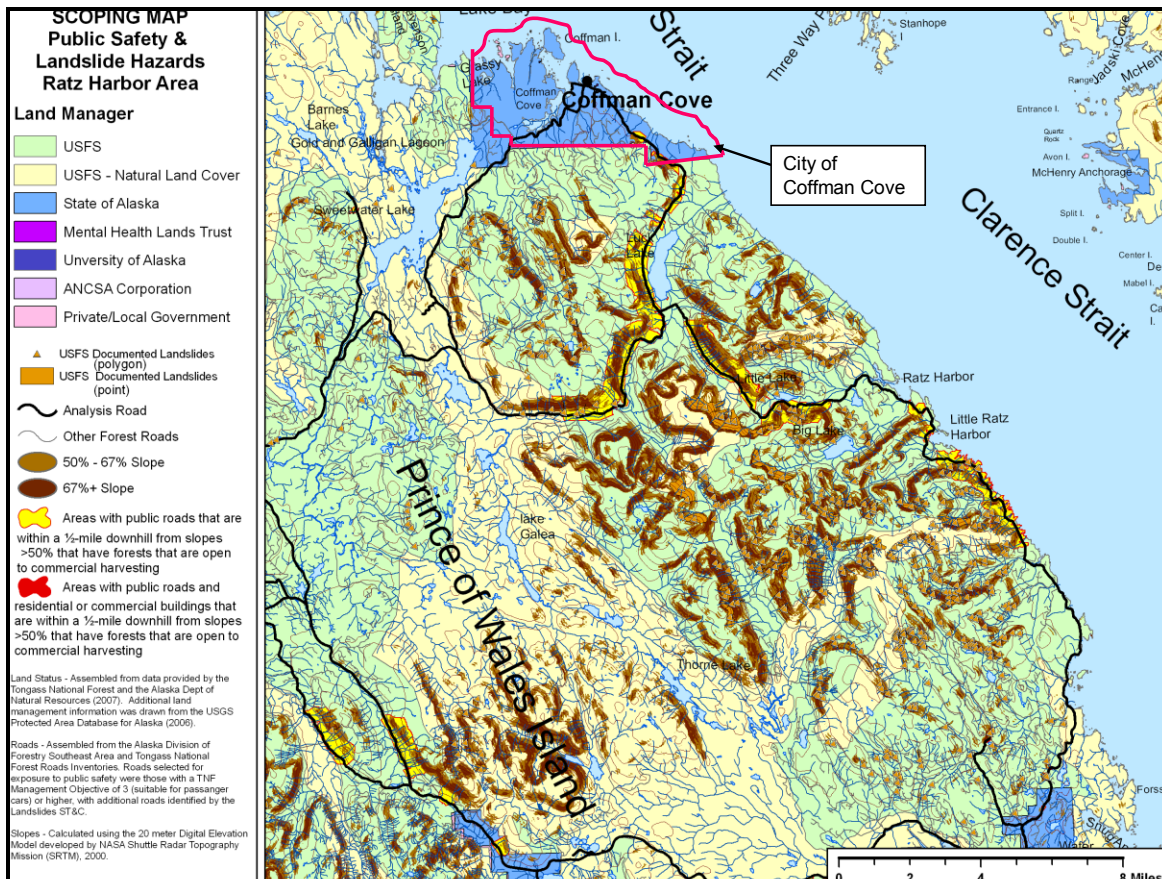 SCOPING MAP
Public Safety &
Landslide Hazards
Ratz Harbor Area
Land Manager
USFS
USFS - Natural Land Cover
State of Alaska
Mental Health Lands Trust
Unversity of Alaska
ANCSA Corporation
Private/Local Government
USFS Documented Landslides
(polygon)
USFS Documented Landslides
(point)
Analysis Road
Other Forest Roads
50% - 67% Slope
67%+ Slope
Areas with public roads that are
within a ½-mile downhill from slopes
>50% that have forests that are open
to commercial harvesting
Areas with public roads and
residential or commercial buildings that
are within a ½-mile downhill from slopes
>50% that have forests that are open to
commercial harvesting
Land Status - Assembled from data provided by the
Tongass National Forest and the Alaska Dept of
Natural Resources (2007). Additional land
management information was drawn from the USGS
Protected Area Database for Alaska (2006).
Roads - Assembled from the Alaska Division of
Forestry Southeast Area and Tongass National
Forest Roads Inventories. Roads selected for
exposure to public safety were those with a TNF
Management Objective of 3 (suitable for passanger
cars) or higher, with additional roads identified by the
Landslides ST&C.
Slopes - Calculated using the 20 meter Digital Elevation
Model developed by NASA Shuttle Radar Topography
Mission (SRTM), 2000.
Coffman I.
Strait
Three Way
Stanhope
I
Jadski Cove
McHenry
Range
Entrance I.
Quartz
Rock
Avon I.
McHenry Anchorage
Split I.
Double I.
Center I.
De
Mabel I.
Ca
I.
Grassy
Lake
Coffman
Cove
Coffman Cove
Barnes
Lake
Gold and Galligan Lagoon
City of
Coffman Cove
Sweetwater Lake
Luck
Lake
Clarence Strait
Little Lake
Ratz Harbor
Big Lake
Little Ratz
Harbor
Prince of Wales Island
lake
Galea
Thorne Lake
Forss
0 2 4 8 Miles